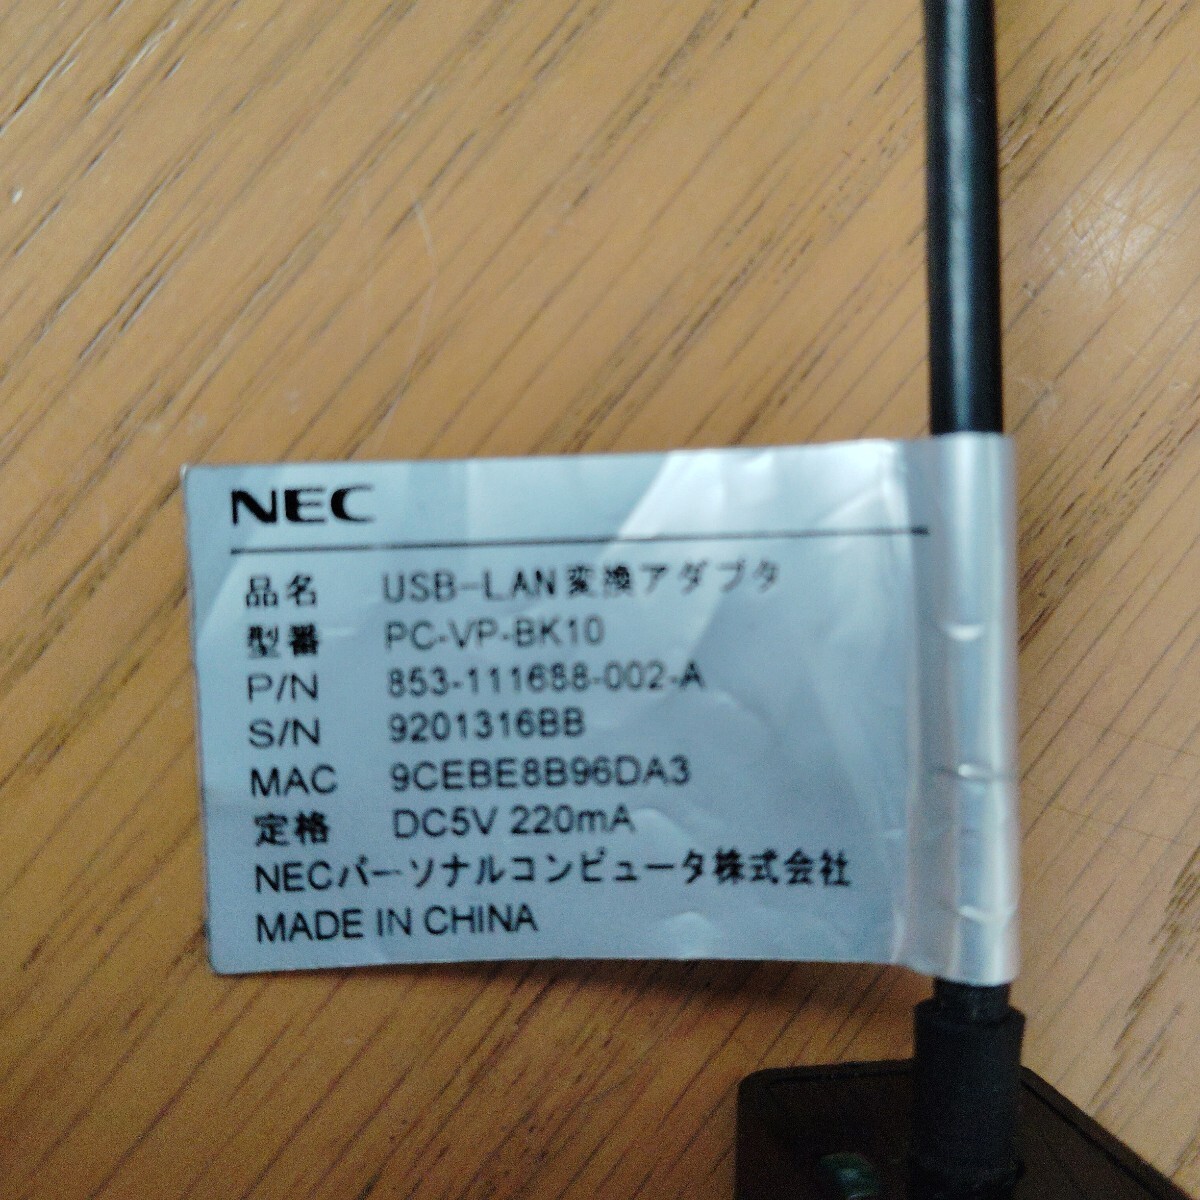 NEC
品名 USB-LAN変換アダプタ
型番 PC-VP-BK10
P/N 853-111688-002-A
S/N 9201316BB
MAC 9CEBE8B96DA3
定格 DC5V 220mA
NECパーソナルコンピュータ株式会社
MADE IN CHINA